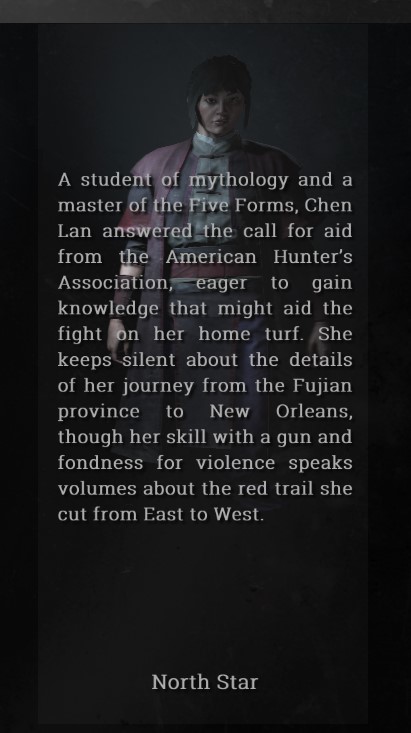 A student of mythology and a
master of the Five Forms, Chen
Lan answered the call for aid
from the American Hunter's
Association, eager to gain
knowledge that might aid the
fight on her home turf. She
keeps silent about the details
of her journey from the Fujian
province to New Orleans,
though her skill with a gun and
fondness for violence speaks
volumes about the red trail she
cut from East to West.
North Star